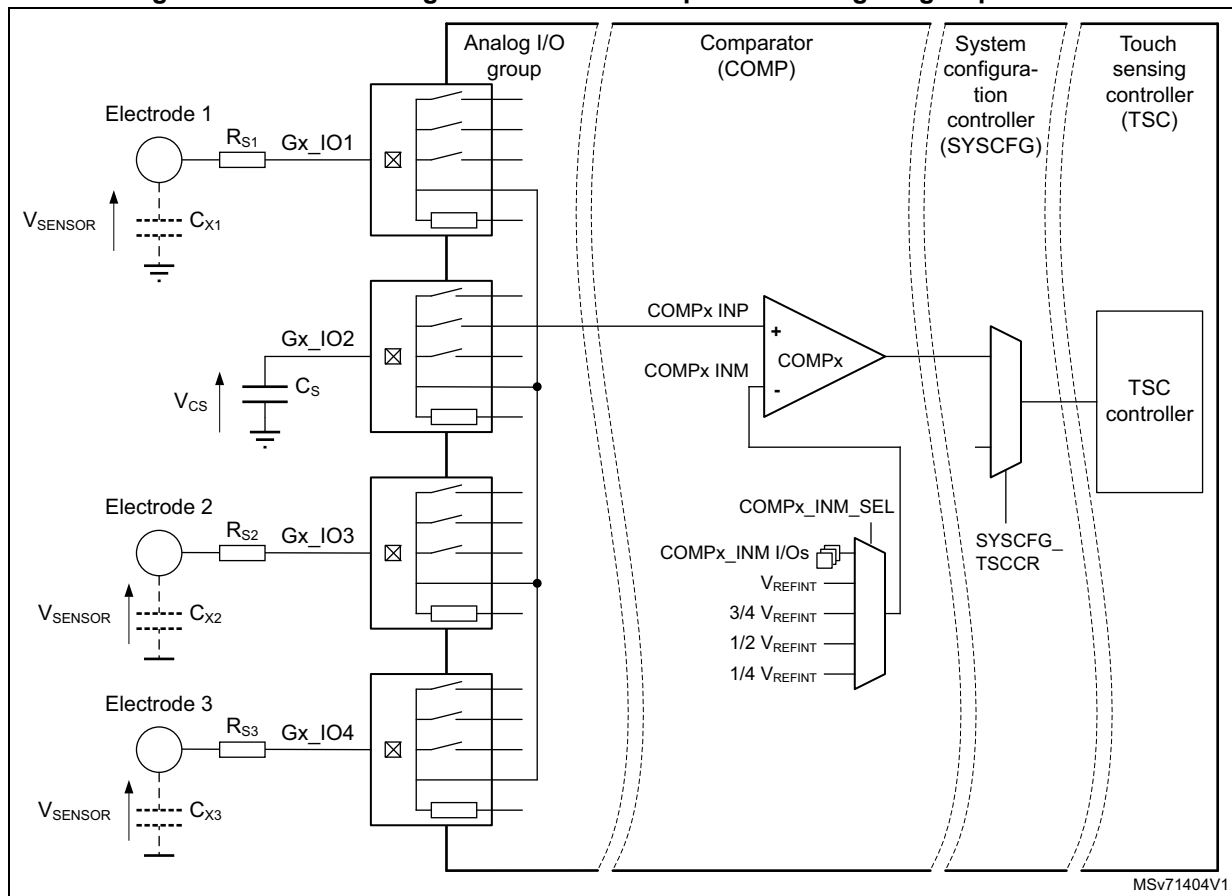 Analog I/O
group
Comparator
(COMP)
System
configura-
tion
controller
(SYSCFG)
Touch
sensing
controller
(TSC)
Electrode 1
RS1
Gx_IO1
VSENSOR
CX1
Gx_IO2
VCS
CS
COMPx INP
COMPx INM
+
-
COMPx
TSC
controller
Electrode 2
RS2
Gx_IO3
VSENSOR
CX2
COMPx_INM_SEL
COMPx_INM I/Os
VREFINT
3/4 VREFINT
1/2 VREFINT
1/4 VREFINT
SYSCFG_
TSCCR
Electrode 3
RS3
Gx_IO4
VSENSOR
CX3
MSv71404V1